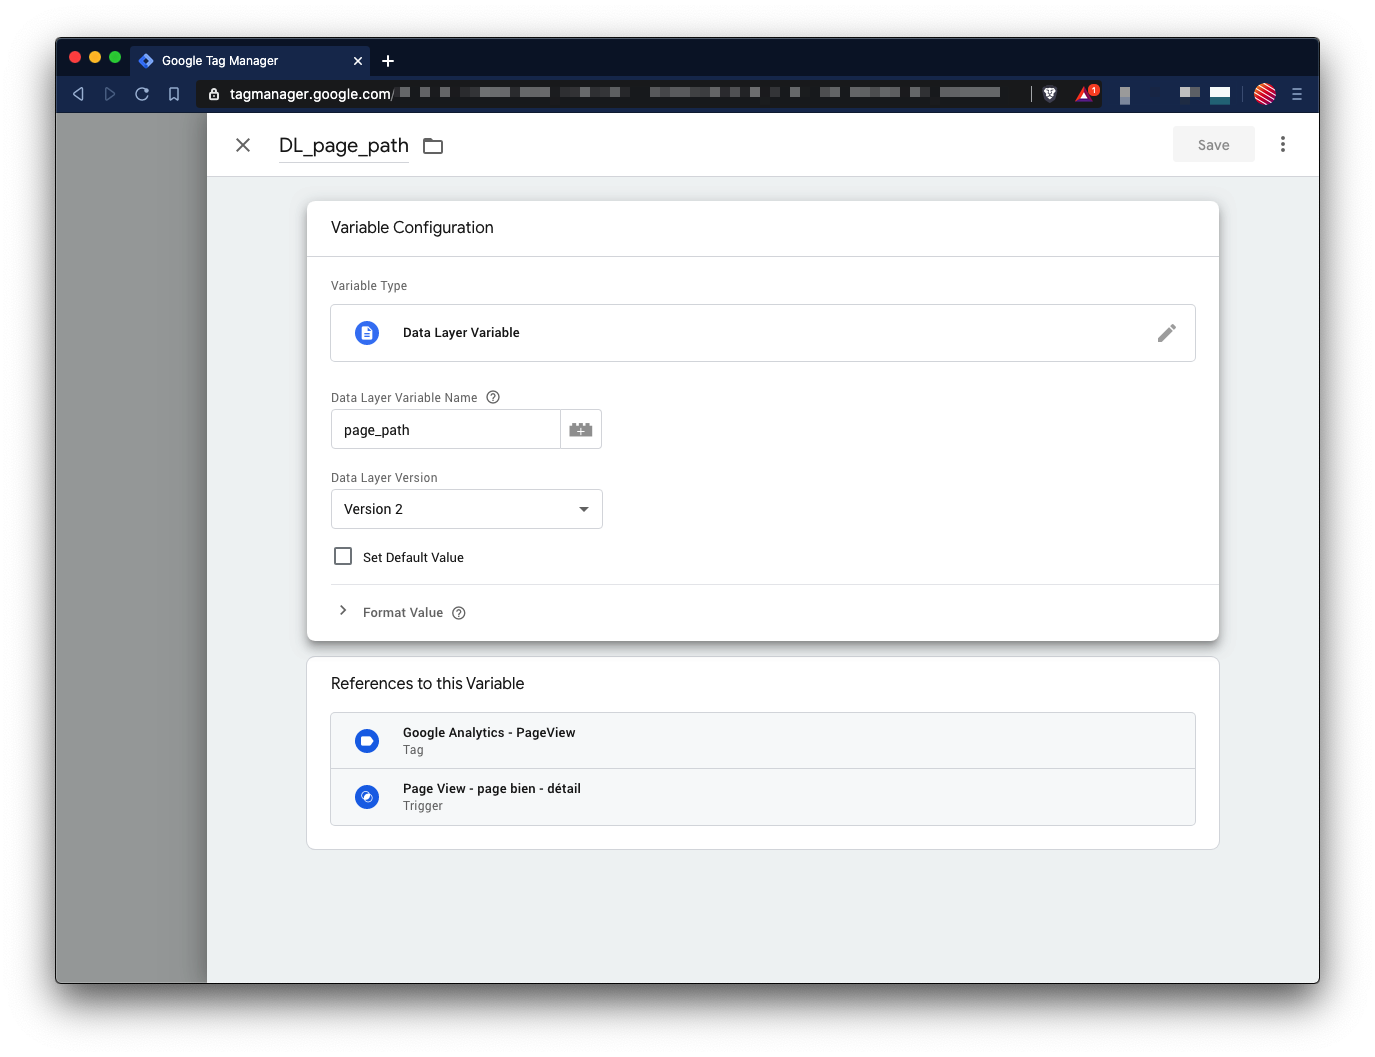 Google Tag Manager
tagmanager.google.com/
1
DL_page_path
Save
Variable Configuration
Variable Type
Data Layer Variable
Data Layer Variable Name
page_path
Data Layer Version
Version 2
Set Default Value
Format Value
References to this Variable
Google Analytics - PageView
Tag
Page View - page bien - détail
Trigger